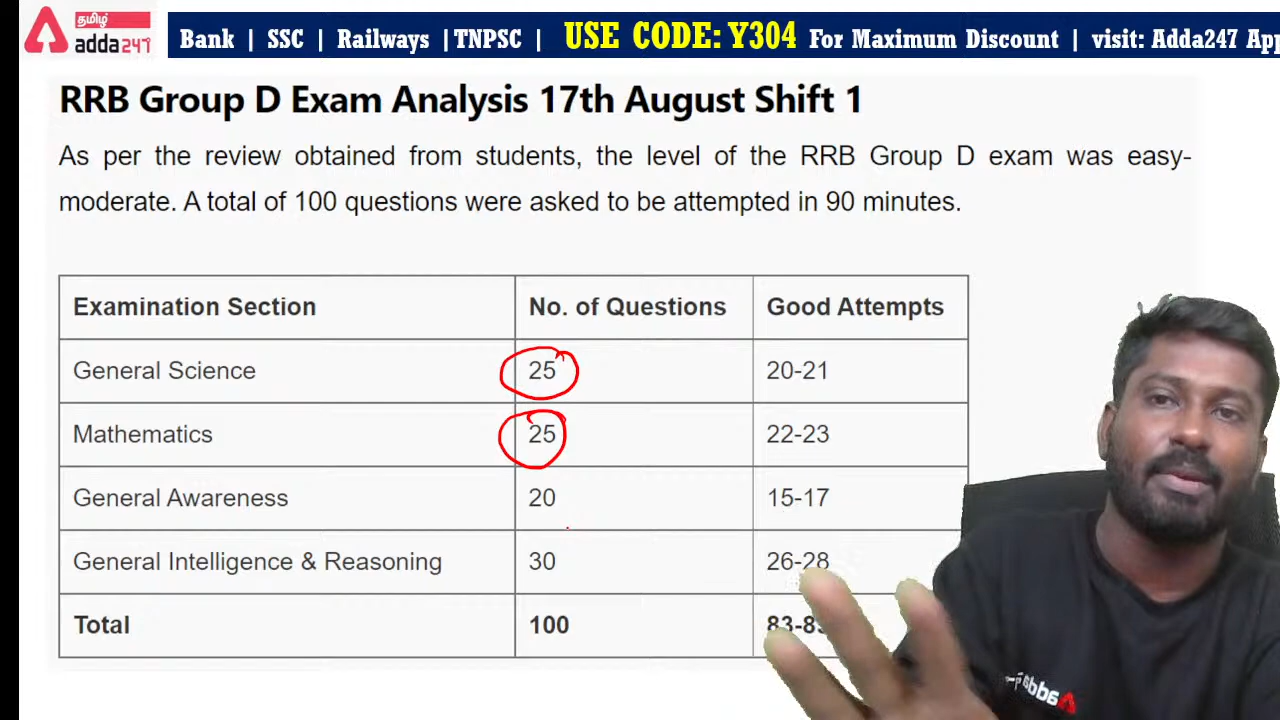 தமிழ்
adda247
Bank | SSC | Railways | TNPSC | USE CODE: Y304 For Maximum Discount | visit: Adda247 App
RRB Group D Exam Analysis 17th August Shift 1
As per the review obtained from students, the level of the RRB Group D exam was easy-
moderate. A total of 100 questions were asked to be attempted in 90 minutes.
Examination Section No. of Questions Good Attempts
General Science 25 20-21
Mathematics 25 22-23
General Awareness 20 15-17
General Intelligence & Reasoning 30 26-28
Total 100